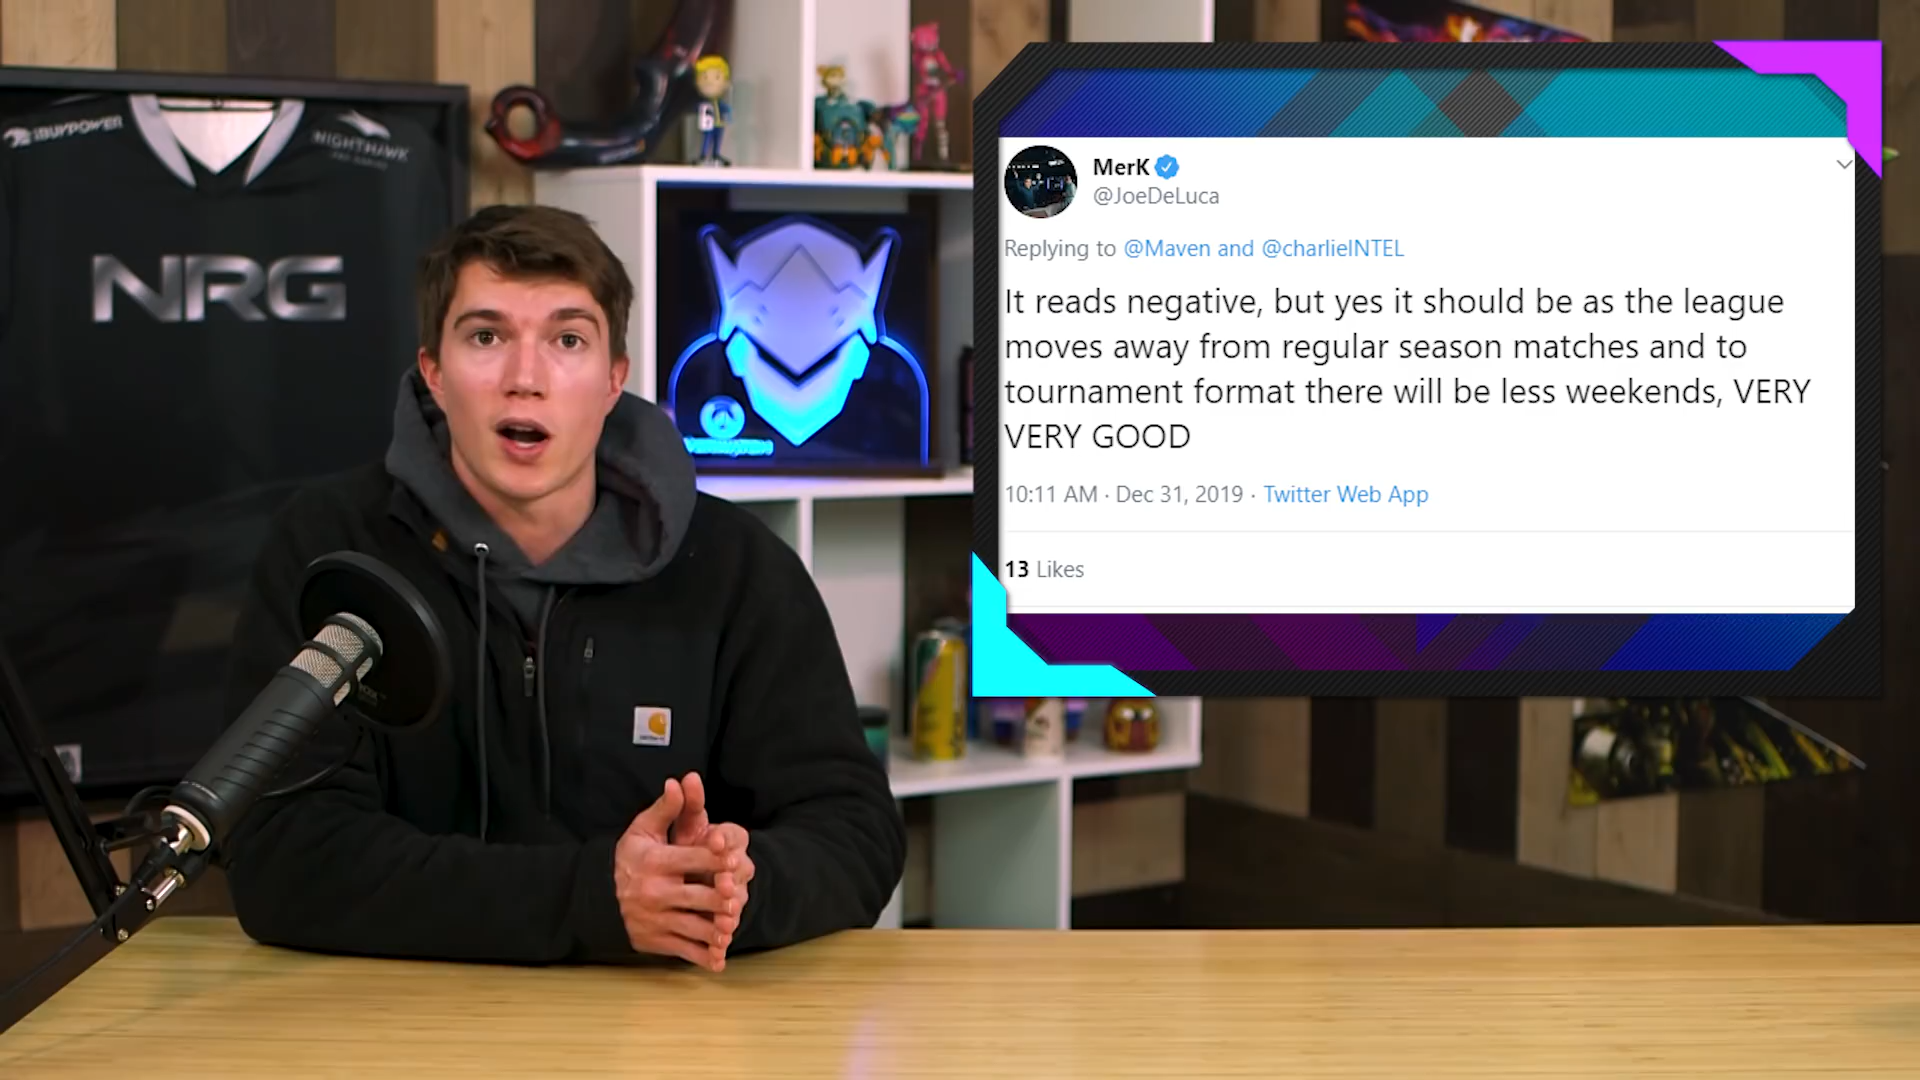 iBUYPOWER
NIGHTHAWK
PRO GAMING
NRG
MerK
@JoeDeLuca
Replying to @Maven and @charlieINTEL
It reads negative, but yes it should be as the league
moves away from regular season matches and to
tournament format there will be less weekends, VERY
VERY GOOD
10:11 AM · Dec 31, 2019 · Twitter Web App
13 Likes